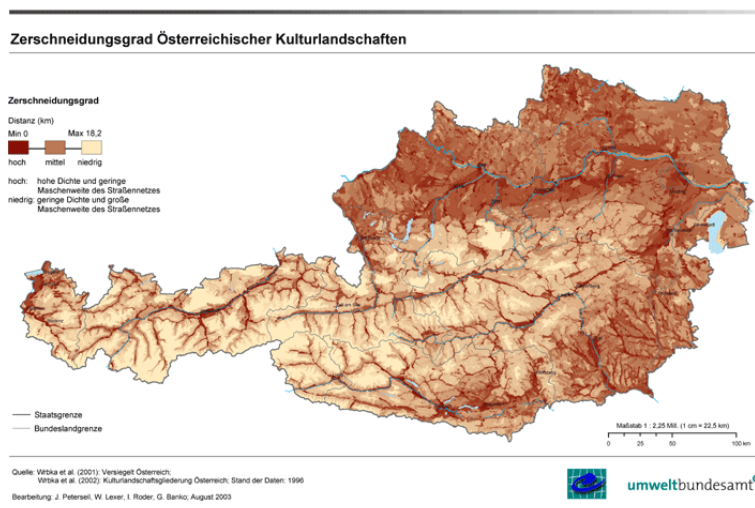 Zerschneidungsgrad Österreichischer Kulturlandschaften
Zerschneidungsgrad
Distanz (km)
Min 0 Max 18,2
hoch mittel niedrig
hoch: hohe Dichte und geringe
Maschenweite des Straßennetzes
niedrig: geringe Dichte und große
Maschenweite des Straßennetzes
Staatsgrenze
Bundeslandgrenze
Maßstab 1 : 2,25 Mill. (1 cm = 22,5 km)
0 25 50 100 km
Quelle: Wrbka et al. (2001): Versiegelt Österreich;
Wrbka et al. (2002): Kulturlandschaftsgliederung Österreich; Stand der Daten: 1996
Bearbeitung: J. Peterseil, W. Lexer, I. Roder, G. Banko; August 2003
umweltbundesamt